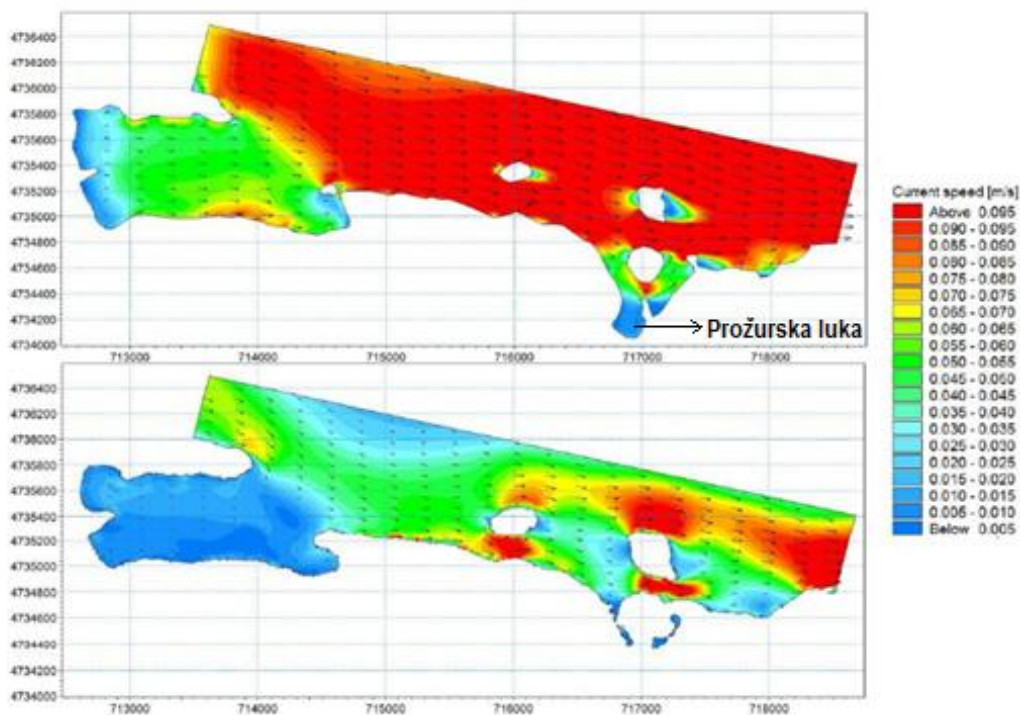 4736400
4736200
4736000
4735800
4735600
4735400
4735200
4735000
4734800
4734600
4734400
4734200
4734000
713000 714000 715000 716000 717000 718000
Prožurska luka
4736400
4736200
4736000
4735800
4735600
4735400
4735200
4735000
4734800
4734600
4734400
4734200
4734000
713000 714000 715000 716000 717000 718000
Current speed [m/s]
Above 0.095
0.090 - 0.095
0.085 - 0.090
0.080 - 0.085
0.075 - 0.080
0.070 - 0.075
0.065 - 0.070
0.060 - 0.065
0.055 - 0.060
0.050 - 0.055
0.045 - 0.050
0.040 - 0.045
0.035 - 0.040
0.030 - 0.035
0.025 - 0.030
0.020 - 0.025
0.015 - 0.020
0.010 - 0.015
0.005 - 0.010
Below 0.005